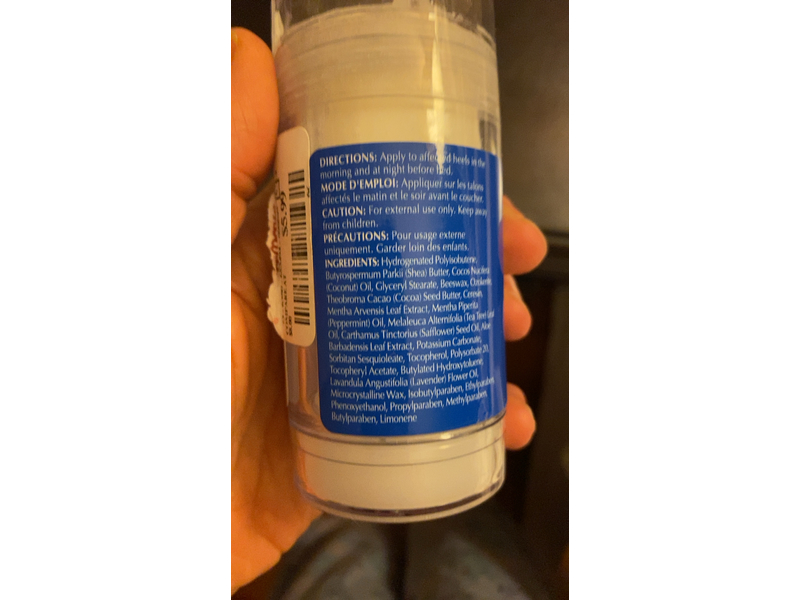 DIRECTIONS: Apply to affected heels in the
morning and at night before bed.
MODE D'EMPLOI: Appliquer sur les talons
affectés le matin et le soir avant de coucher.
CAUTION: For external use only. Keep away
from children.
PRÉCAUTIONS: Pour usage externe
uniquement. Garder loin des enfants.
INGREDIENTS: Hydrogenated Polyisobutene,
Butyrospermum Parkii (Shea) Butter, Cocos Nucifera
(Coconut) Oil, Glyceryl Stearate, Beeswax, Ozokerite,
Theobroma Cacao (Cocoa) Seed Butter, Ceresin,
Mentha Arvensis Leaf Extract, Mentha Piperita
(Peppermint) Oil, Melaleuca Alternifolia (Tea Tree) Leaf
Oil, Carthamus Tinctorius (Safflower) Seed Oil, Aloe
Barbadensis Leaf Extract, Potassium Carbonate,
Sorbitan Sesquioleate, Tocopherol, Polysorbate 20,
Tocopheryl Acetate, Butylated Hydroxytoluene,
Lavandula Angustifolia (Lavender) Flower Oil,
Microcrystalline Wax, Isobutylparaben, Ethylparaben,
Phenoxyethanol, Propylparaben, Methylparaben,
Butylparaben, Limonene
$5.99